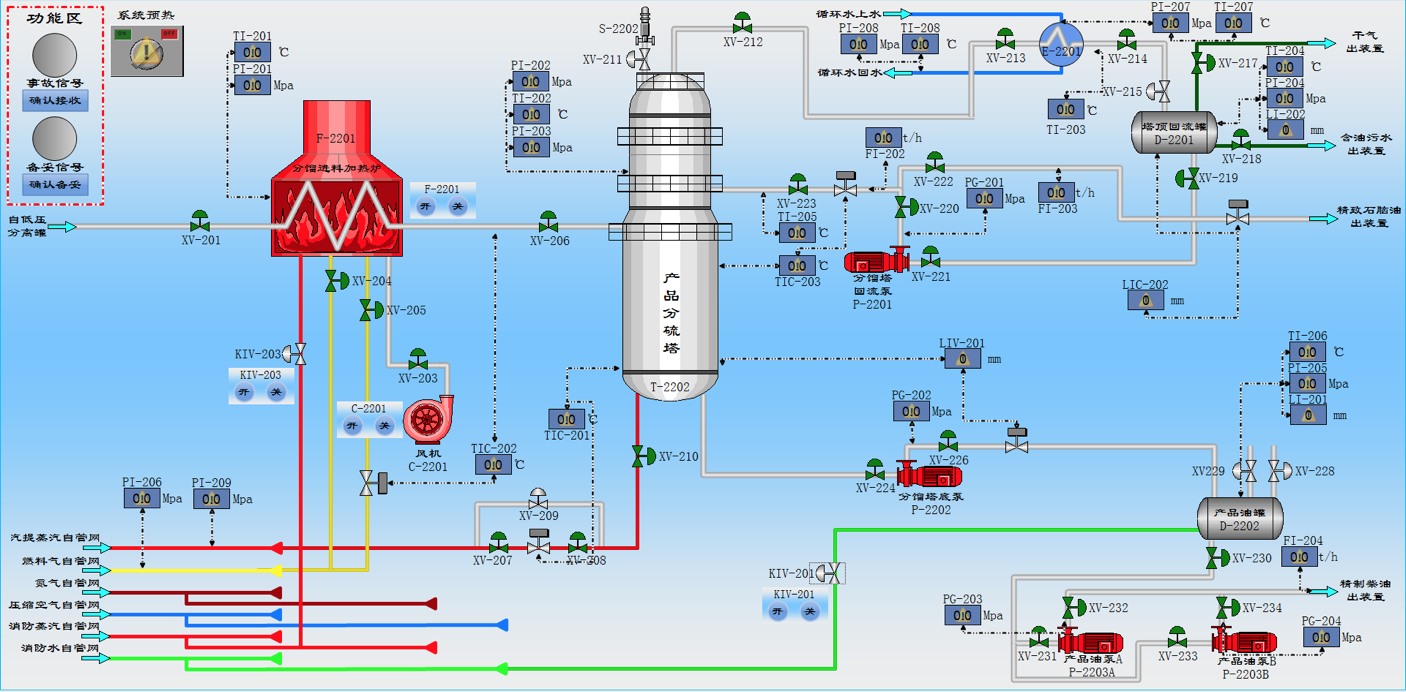 功能区
系统预热
ON
OFF
事故信号
确认接收
备妥信号
确认备妥
TI-201
0.0 ℃
PI-201
0.0 Mpa
F-2201
分馏进料加热炉
F-2201
开 关
自低压
分离罐
XV-201
XV-206
XV-204
XV-205
KIV-203
KIV-203
开 关
XV-203
C-2201
开 关
风机
C-2201
TIC-202
0.0 ℃
TIC-201
0.0 ℃
PI-206
0.0 Mpa
PI-209
0.0 Mpa
XV-209
XV-207
XV-208
XV-210
汽提蒸汽自管网
燃料气自管网
氮气自管网
压缩空气自管网
消防蒸汽自管网
消防水自管网
S-2202
XV-211
PI-202
0.0 Mpa
TI-202
0.0 ℃
PI-203
0.0 Mpa
产品分硫塔
T-2202
XV-212
循环水上水
PI-208
0.0 Mpa
TI-208
0.0 ℃
循环水回水
XV-213
E-2201
XV-214
PI-207
0.0 Mpa
TI-207
0.0 ℃
TI-203
0.0 ℃
XV-215
XV-217
干气
出装置
TI-204
0.0 ℃
PI-204
0.0 Mpa
LI-202
0 mm
塔顶回流罐
D-2201
XV-218
含油污水
出装置
XV-219
FI-202
0.0 t/h
XV-222
XV-223
XV-220
PG-201
0.0 Mpa
FI-203
0.0 t/h
精致石脑油
出装置
TI-205
0.0 ℃
TIC-203
0.0 ℃
XV-221
分馏塔
回流泵
P-2201
LIC-202
0 mm
LIV-201
0 mm
PG-202
0.0 Mpa
XV-224
XV-226
分馏塔底泵
P-2202
TI-206
0.0 ℃
PI-205
0.0 Mpa
LI-201
0 mm
XV229
XV-228
产品油罐
D-2202
XV-230
FI-204
0.0 t/h
精制柴油
出装置
KIV-201
KIV-201
开 关
PG-203
0.0 Mpa
XV-232
XV-231
产品油泵A
P-2203A
XV-234
XV-233
产品油泵B
P-2203B
PG-204
0.0 Mpa